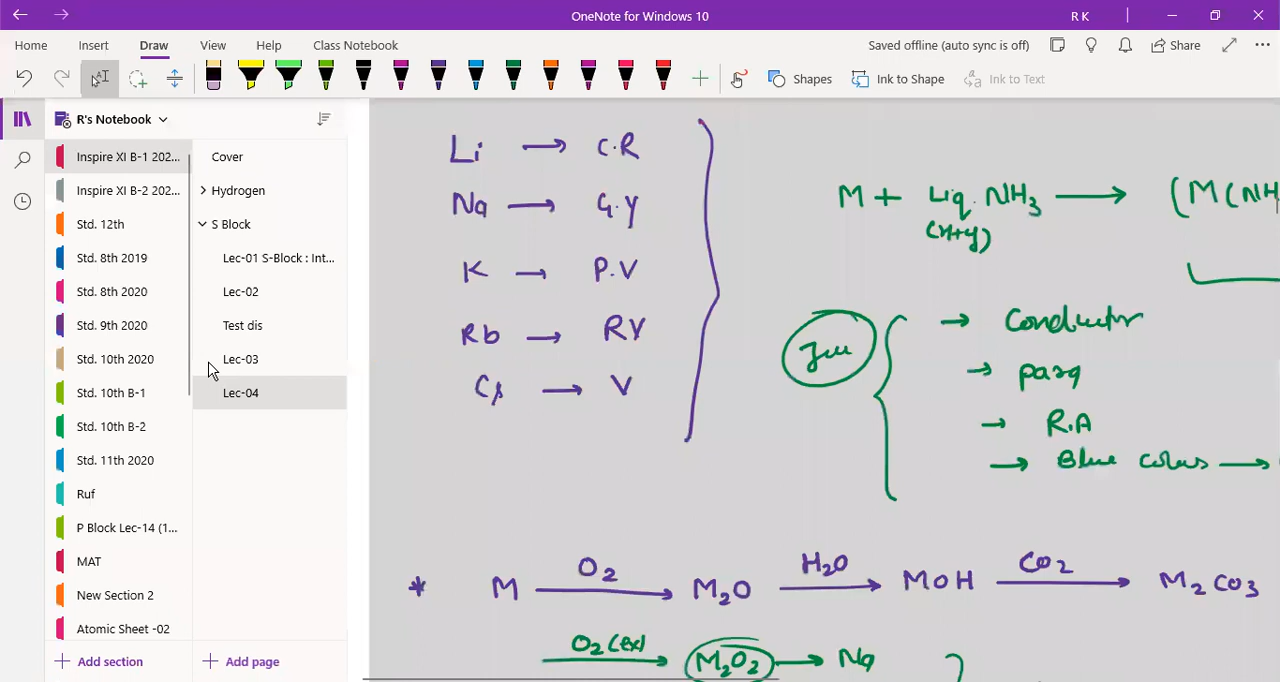 OneNote for Windows 10
R K
Home Insert Draw View Help Class Notebook
Saved offline (auto sync is off) Share
Shapes Ink to Shape Ink to Text
R's Notebook
Inspire XI B-1 202...
Inspire XI B-2 202...
Std. 12th
Std. 8th 2019
Std. 8th 2020
Std. 9th 2020
Std. 10th 2020
Std. 10th B-1
Std. 10th B-2
Std. 11th 2020
Ruf
P Block Lec-14 (1...
MAT
New Section 2
Atomic Sheet -02
Add section
Cover
Hydrogen
S Block
Lec-01 S-Block : Int...
Lec-02
Test dis
Lec-03
Lec-04
Add page
Li → C.R
Na → G.Y
K → P.V
Rb → RV
Cs → V
M + Liq. NH3 → (M(NH
(x+y)
→ Conductor
→ para
→ R.A
→ Blue colour →
* M O2 → M2O H2O → MOH CO2 → M2CO3
O2(ex) → M2O2 → Na